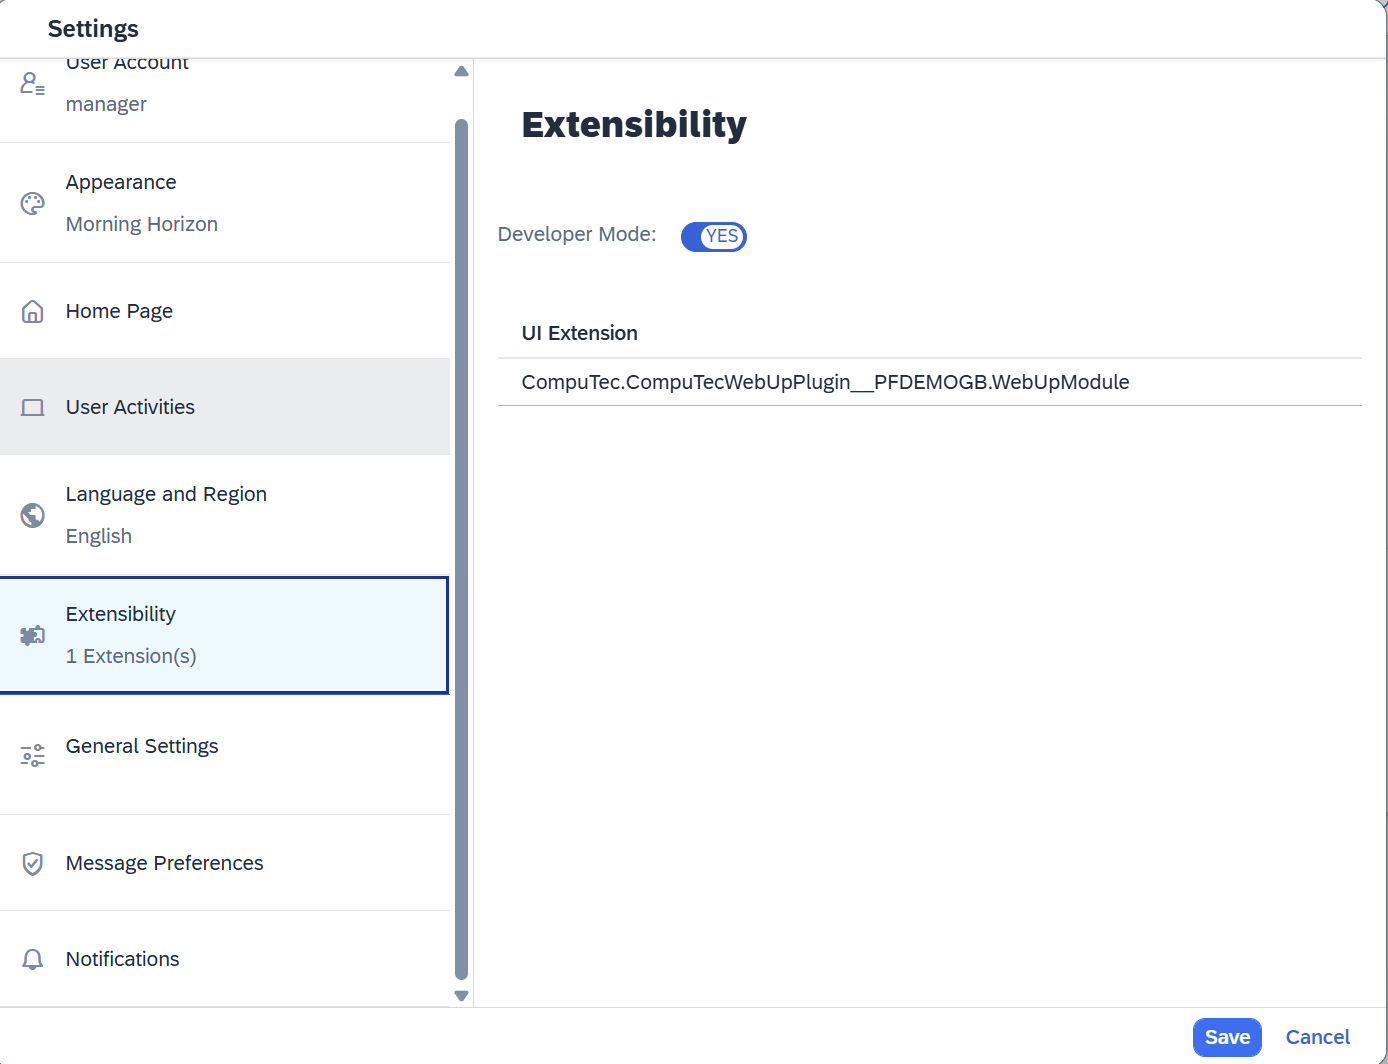 Settings
User Account
manager
Appearance
Morning Horizon
Home Page
User Activities
Language and Region
English
Extensibility
1 Extension(s)
General Settings
Message Preferences
Notifications
Extensibility
Developer Mode: YES
UI Extension
CompuTec.CompuTecWebUpPlugin__PFDEMOGB.WebUpModule
Save Cancel